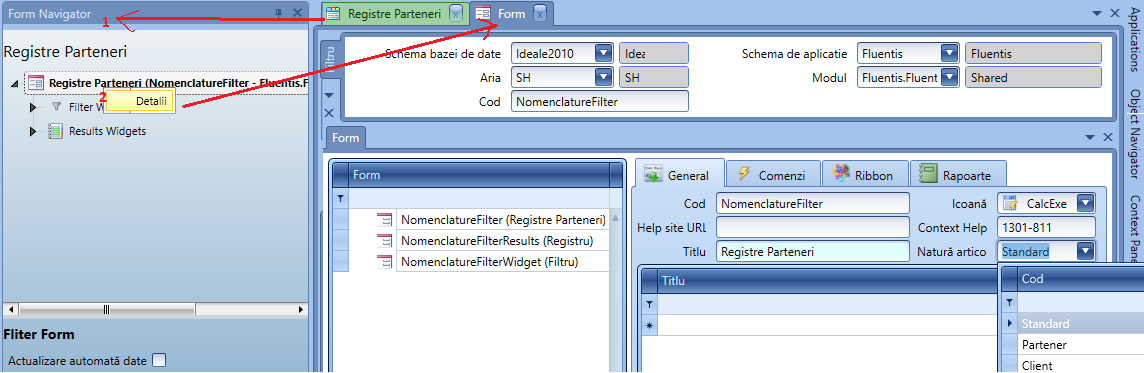 Form Navigator
1
Registre Parteneri
Form
Registre Parteneri
Registre Parteneri (NomenclatureFilter - Fluentis.F
2
Detalii
Filter W
Results Widgets
Fliter Form
Actualizare automată date
Filtru
Schema bazei de date
Ideale2010
Idez
Schema de aplicatie
Fluentis
Fluentis
Aria
SH
SH
Modul
Fluentis.Fluent
Shared
Cod
NomenclatureFilter
Form
Form
NomenclatureFilter (Registre Parteneri)
NomenclatureFilterResults (Registru)
NomenclatureFilterWidget (Filtru)
General
Comenzi
Ribbon
Rapoarte
Cod
NomenclatureFilter
Icoană
CalcExe
Help site URL
Context Help
1301-811
Titlu
Registre Parteneri
Natură artico
Standard
Titlu
Cod
Standard
Partener
Client
Applications
Object Navigator
Context Pane